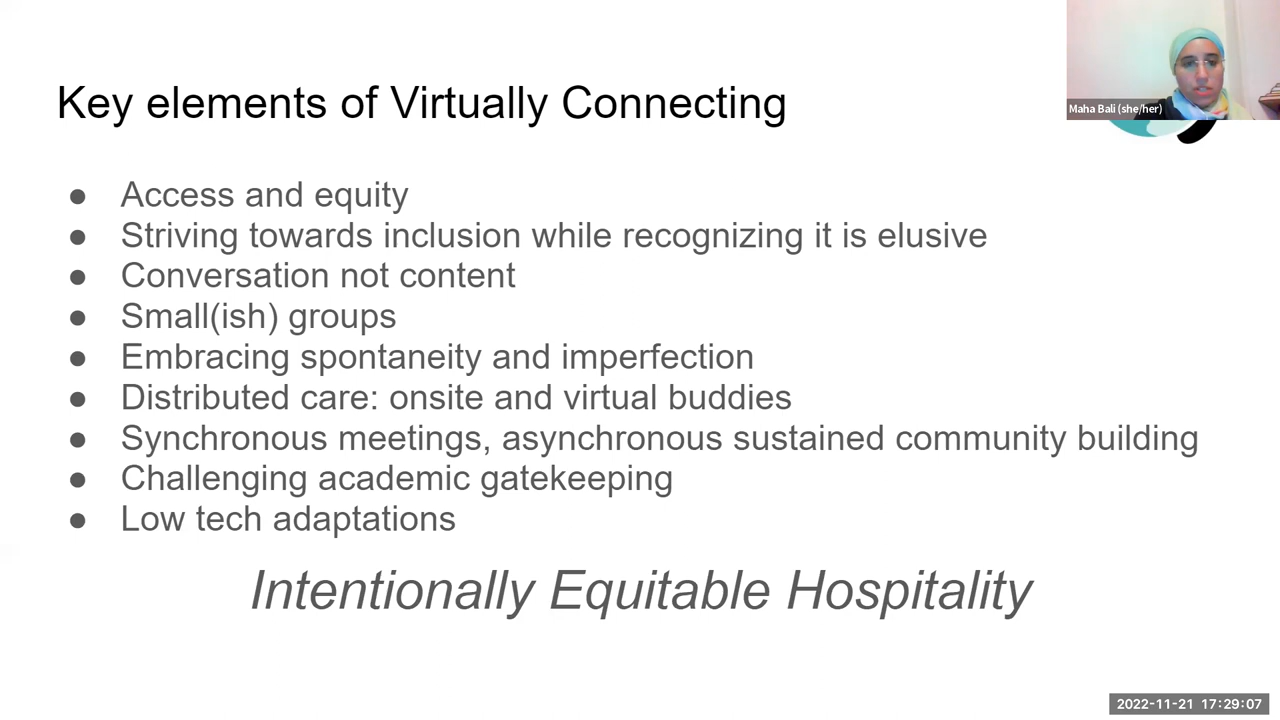 Key elements of Virtually Connecting
Maha Bali (she/her)
● Access and equity
● Striving towards inclusion while recognizing it is elusive
● Conversation not content
● Small(ish) groups
● Embracing spontaneity and imperfection
● Distributed care: onsite and virtual buddies
● Synchronous meetings, asynchronous sustained community building
● Challenging academic gatekeeping
● Low tech adaptations
Intentionally Equitable Hospitality
2022-11-21 17:29:07